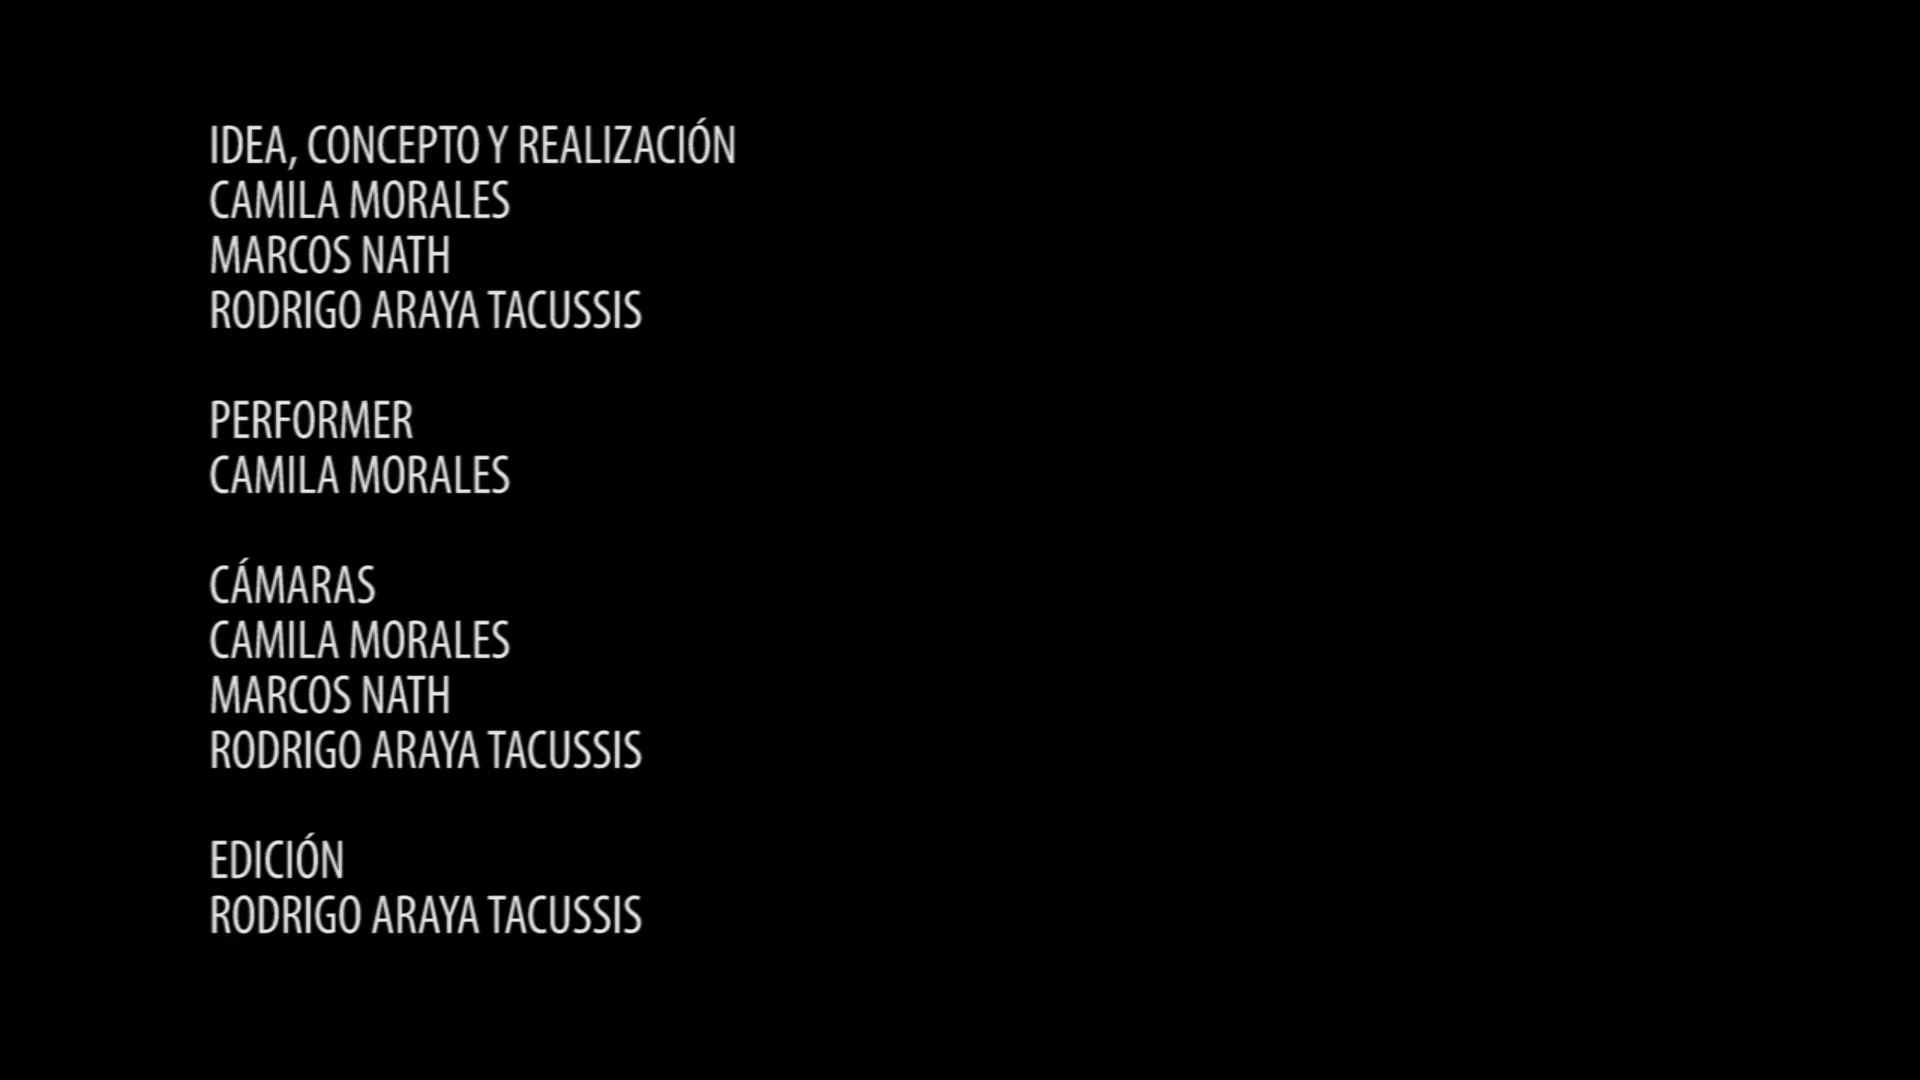 IDEA, CONCEPTO Y REALIZACIÓN
CAMILA MORALES
MARCOS NATH
RODRIGO ARAYA TACUSSIS
PERFORMER
CAMILA MORALES
CÁMARAS
CAMILA MORALES
MARCOS NATH
RODRIGO ARAYA TACUSSIS
EDICIÓN
RODRIGO ARAYA TACUSSIS